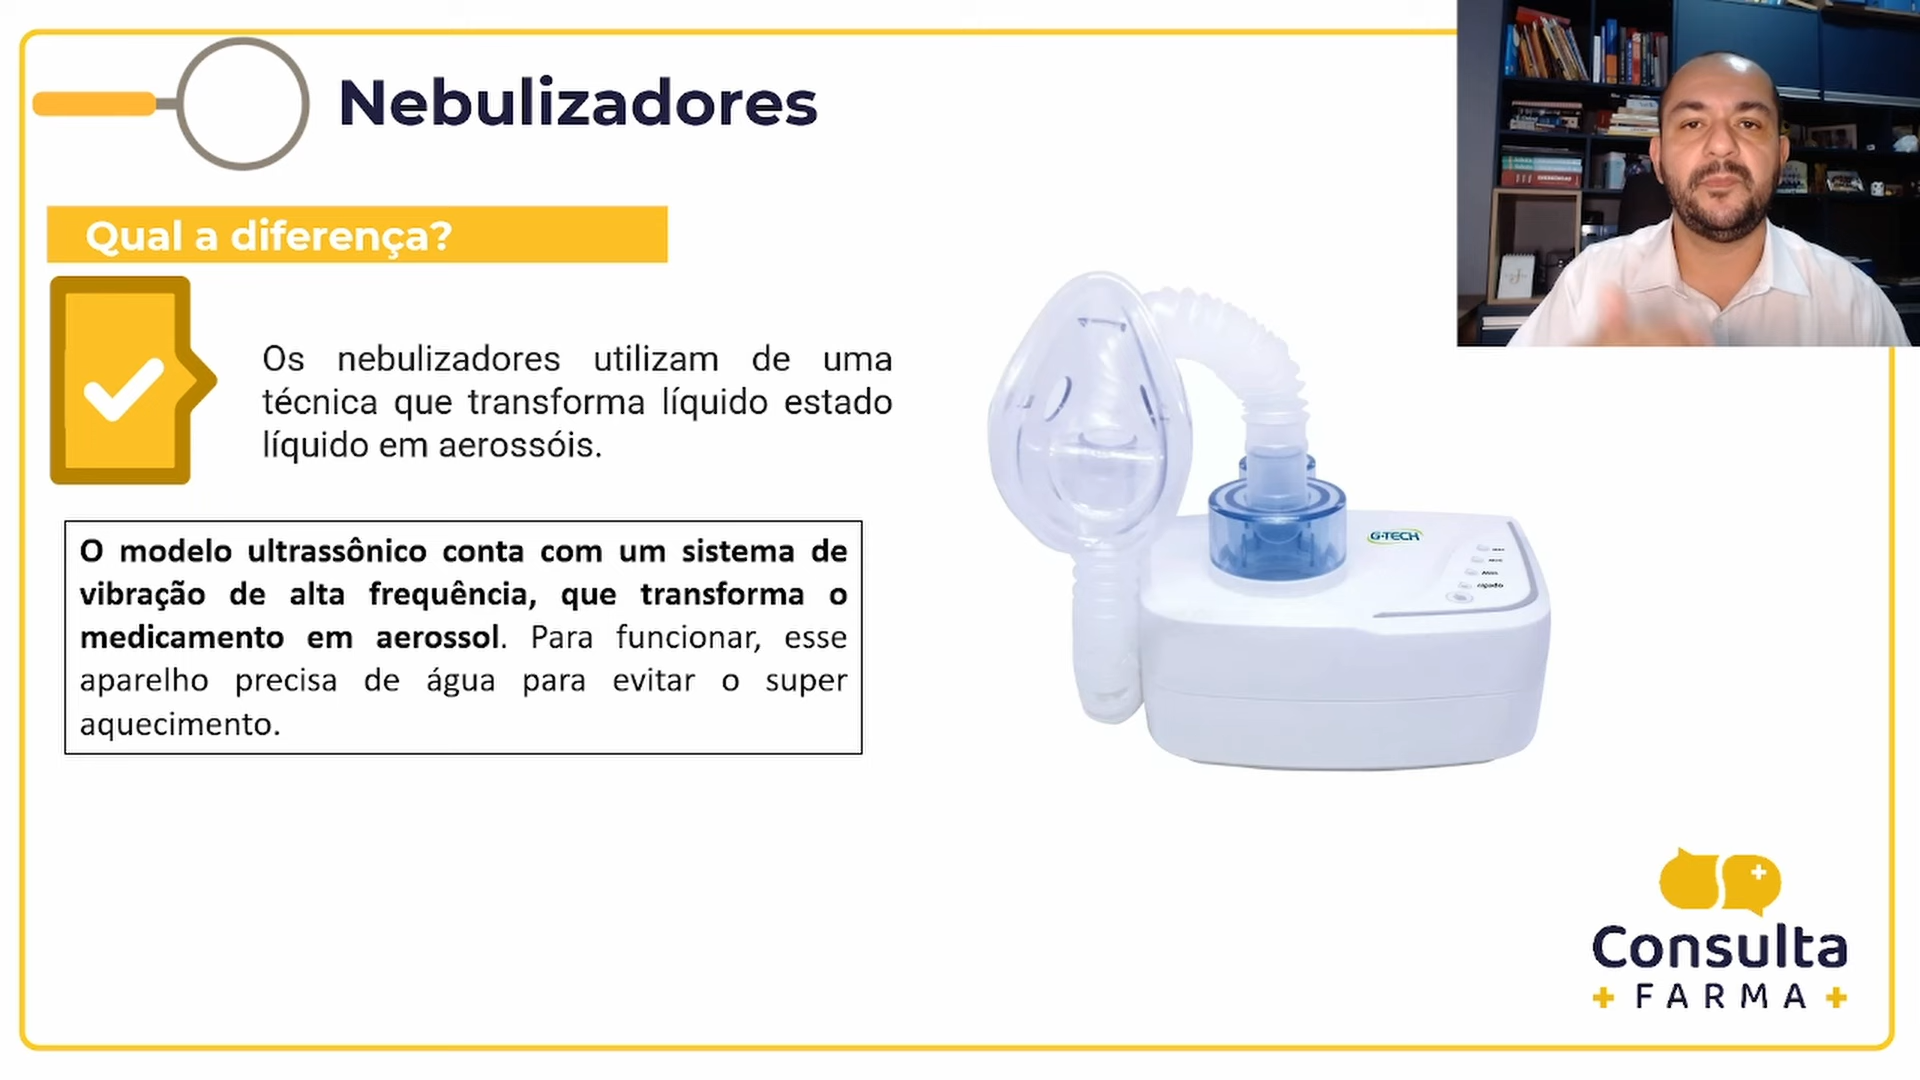 Nebulizadores
Qual a diferença?
Os nebulizadores utilizam de uma
técnica que transforma líquido estado
líquido em aerossóis.
O modelo ultrassônico conta com um sistema de
vibração de alta frequência, que transforma o
medicamento em aerossol. Para funcionar, esse
aparelho precisa de água para evitar o super
aquecimento.
G-TECH
Consulta
+ FARMA +